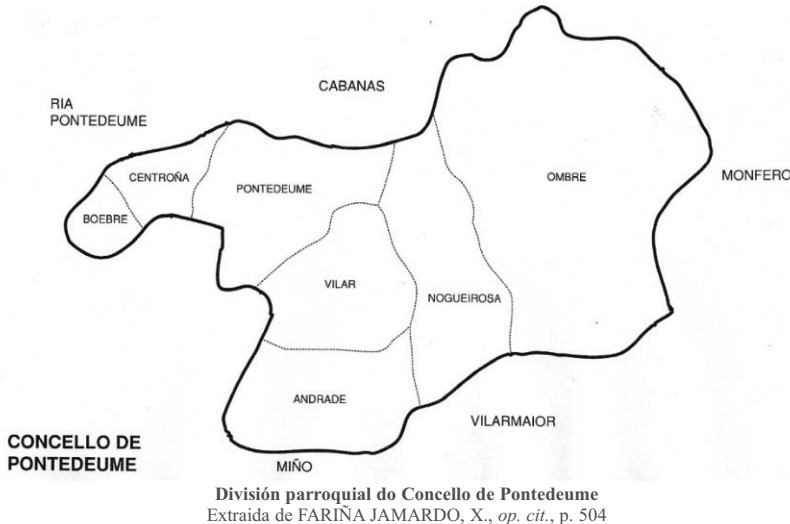 CABANAS
RIA
PONTEDEUME
CENTROÑA
PONTEDEUME
OMBRE
MONFERO
BOEBRE
VILAR
NOGUEIROSA
ANDRADE
VILARMAIOR
CONCELLO DE
PONTEDEUME
MIÑO
División parroquial do Concello de Pontedeume
Extraida de FARIÑA JAMARDO, X., op. cit., p. 504